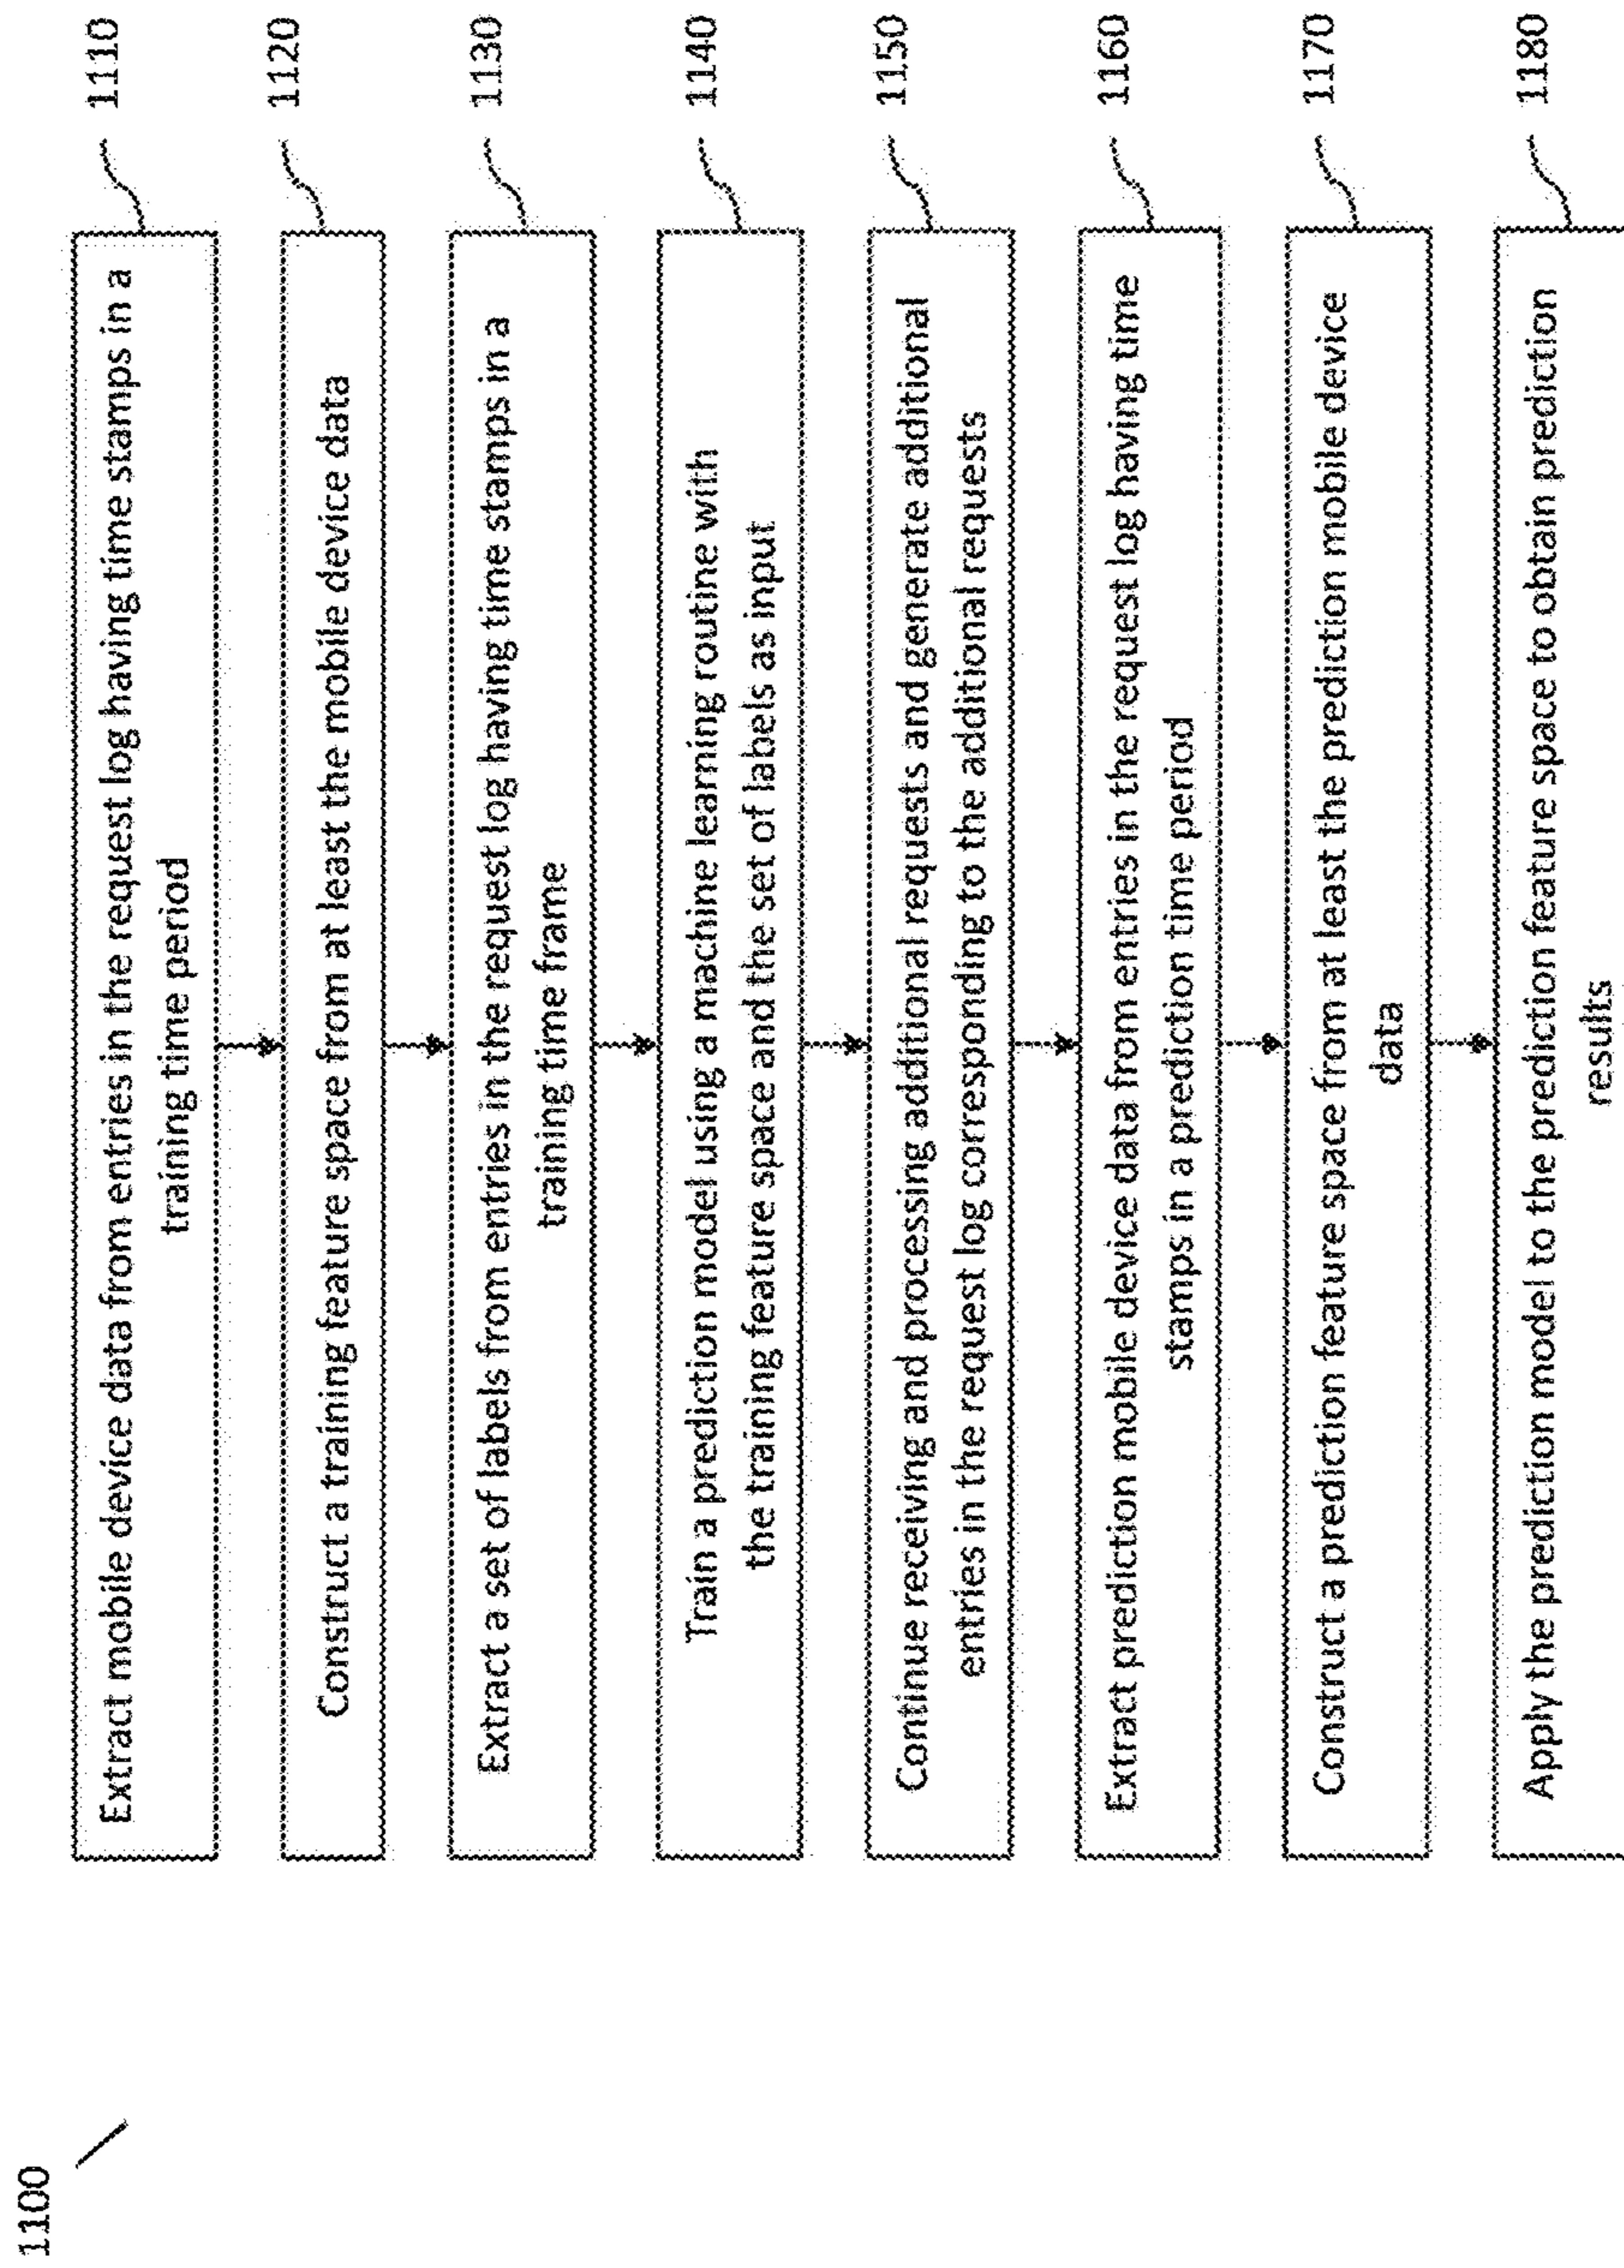 1100
Extract mobile device data from entries in the request log having time stamps in a
training time period
1110
Construct a training feature space from at least the mobile device data
1120
Extract a set of labels from entries in the request log having time stamps in a
training time frame
1130
Train a prediction model using a machine learning routine with
the training feature space and the set of labels as input
1140
Continue receiving and processing additional requests and generate additional
entries in the request log corresponding to the additional requests
1150
Extract prediction mobile device data from entries in the request log having time
stamps in a prediction time period
1160
Construct a prediction feature space from at least the prediction mobile device
data
1170
Apply the prediction model to the prediction feature space to obtain prediction
results
1180